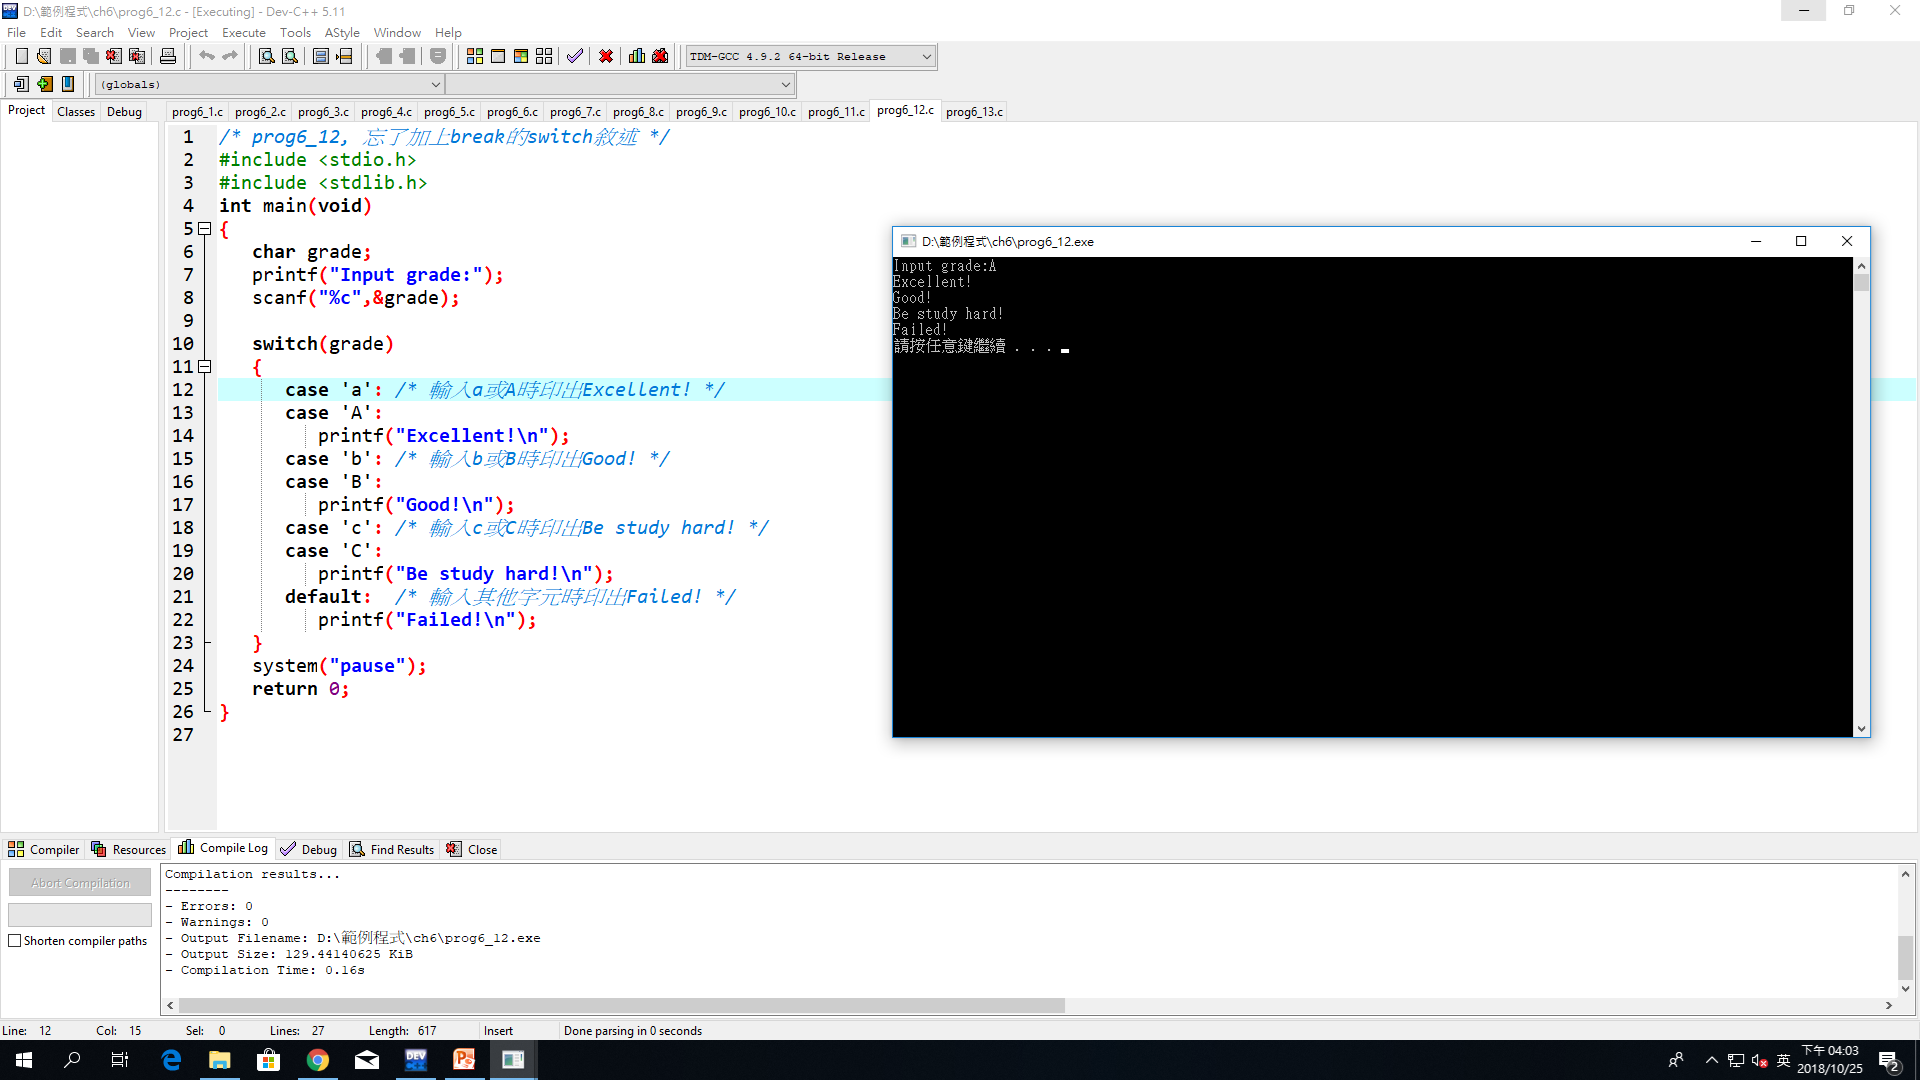 D:\範例程式\ch6\prog6_12.c - [Executing] - Dev-C++ 5.11
File Edit Search View Project Execute Tools AStyle Window Help
TDM-GCC 4.9.2 64-bit Release
(globals)
Project Classes Debug prog6_1.c prog6_2.c prog6_3.c prog6_4.c prog6_5.c prog6_6.c prog6_7.c prog6_8.c prog6_9.c prog6_10.c prog6_11.c prog6_12.c prog6_13.c
1 /* prog6_12, 忘了加上break的switch敘述 */
2 #include <stdio.h>
3 #include <stdlib.h>
4 int main(void)
5 {
6 char grade;
7 printf("Input grade:");
8 scanf("%c",&grade);
9
10 switch(grade)
11 {
12 case 'a': /* 輸入a或A時印出Excellent! */
13 case 'A':
14 printf("Excellent!\n");
15 case 'b': /* 輸入b或B時印出Good! */
16 case 'B':
17 printf("Good!\n");
18 case 'c': /* 輸入c或C時印出Be study hard! */
19 case 'C':
20 printf("Be study hard!\n");
21 default: /* 輸入其他字元時印出Failed! */
22 printf("Failed!\n");
23 }
24 system("pause");
25 return 0;
26 }
27
D:\範例程式\ch6\prog6_12.exe
Input grade:A
Excellent!
Good!
Be study hard!
Failed!
請按任意鍵繼續 . . .
Compiler Resources Compile Log Debug Find Results Close
Abort Compilation
Shorten compiler paths
Compilation results...
--------
- Errors: 0
- Warnings: 0
- Output Filename: D:\範例程式\ch6\prog6_12.exe
- Output Size: 129.44140625 KiB
- Compilation Time: 0.16s
Line: 12 Col: 15 Sel: 0 Lines: 27 Length: 617 Insert Done parsing in 0 seconds
DEV
英
下午 04:03
2018/10/25
2